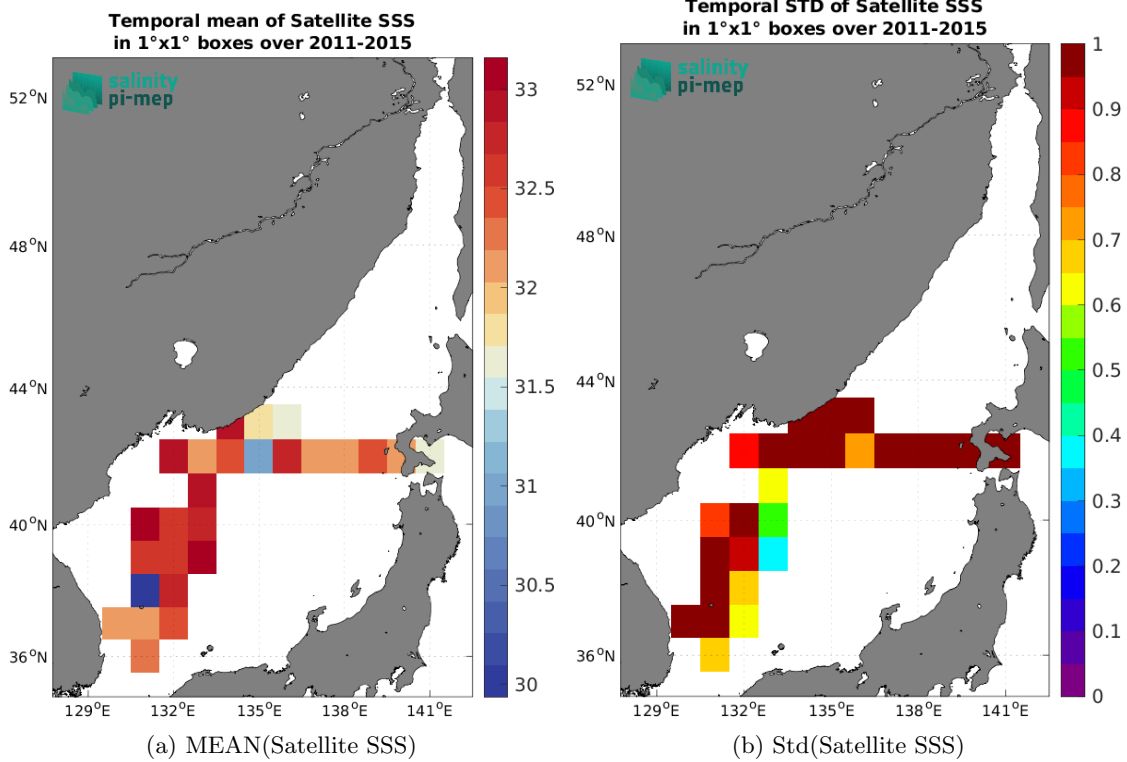 Temporal mean of Satellite SSS
in 1°x1° boxes over 2011-2015
salinity
pi-mep
52°N
48°N
44°N
40°N
36°N
129°E
132°E
135°E
138°E
141°E
33
32.5
32
31.5
31
30.5
30
(a) MEAN(Satellite SSS)
Temporal STD of Satellite SSS
in 1°x1° boxes over 2011-2015
salinity
pi-mep
52°N
48°N
44°N
40°N
36°N
129°E
132°E
135°E
138°E
141°E
1
0.9
0.8
0.7
0.6
0.5
0.4
0.3
0.2
0.1
0
(b) Std(Satellite SSS)